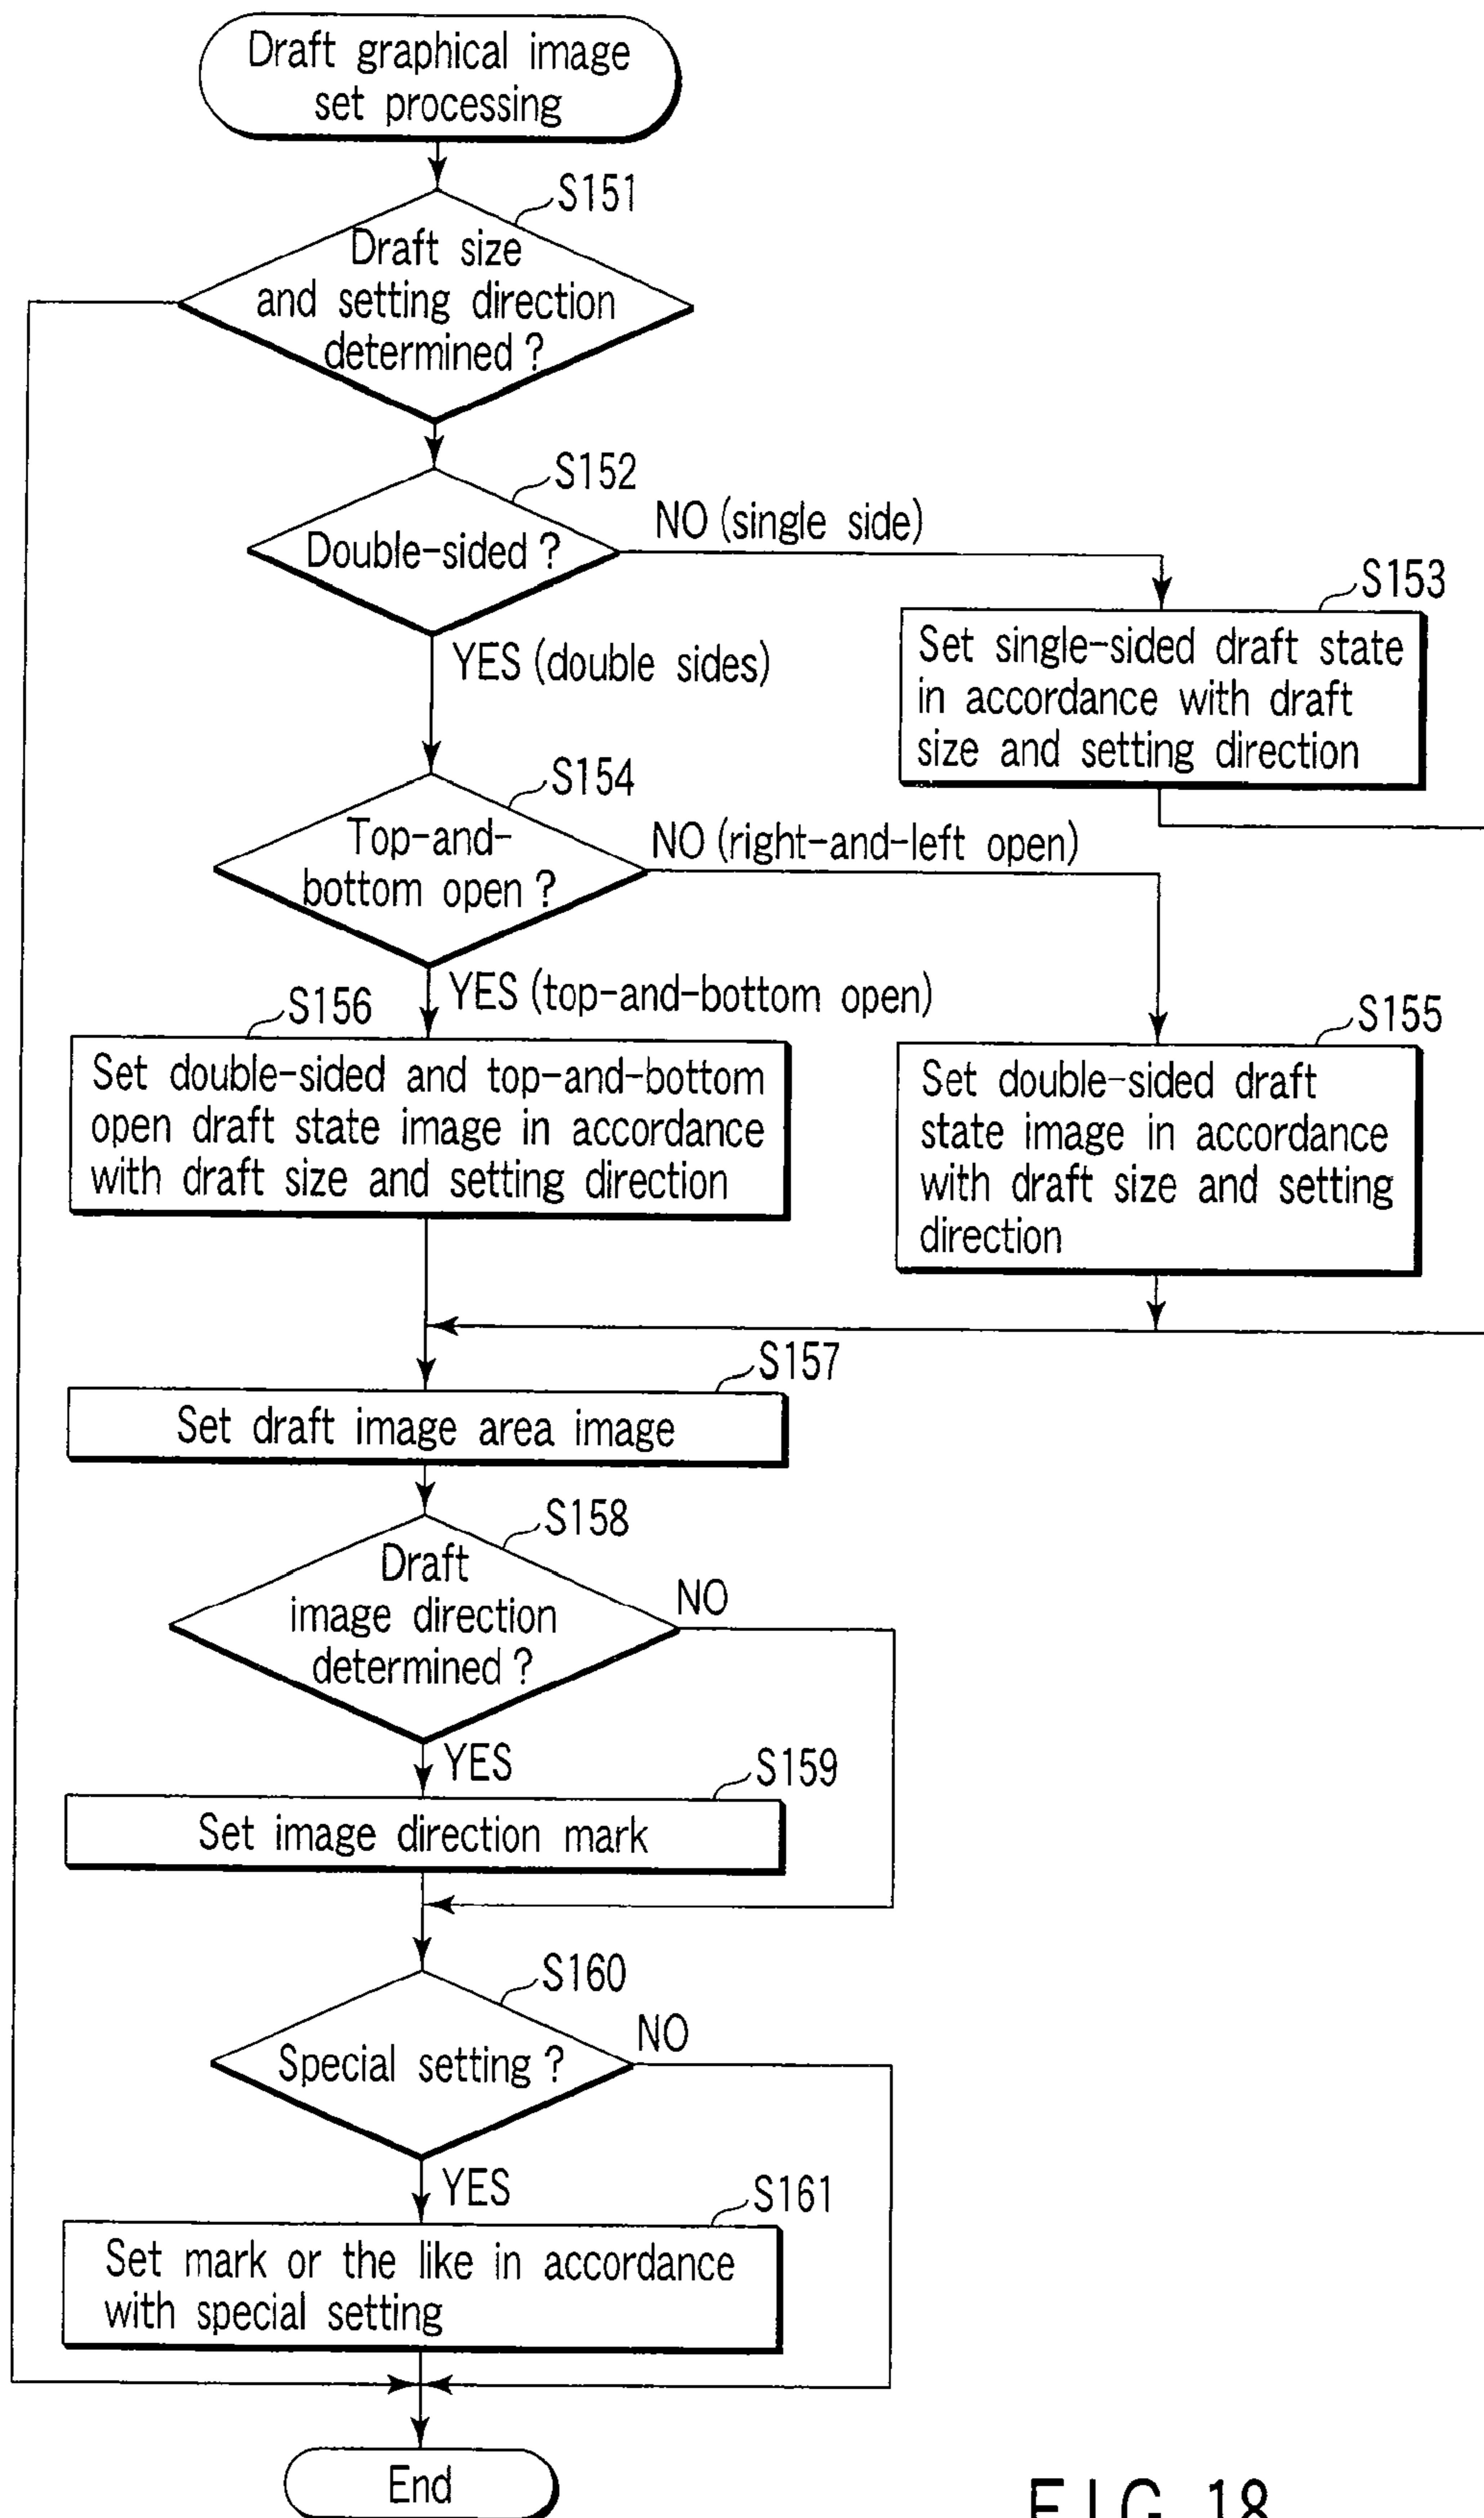 Draft graphical image
set processing
S151
Draft size
and setting direction
determined ?
S152
Double-sided ?
NO (single side)
S153
Set single-sided draft state
in accordance with draft
size and setting direction
YES (double sides)
S154
Top-and-
bottom open ?
NO (right-and-left open)
YES (top-and-bottom open)
S156
Set double-sided and top-and-bottom
open draft state image in accordance
with draft size and setting direction
S155
Set double-sided draft
state image in accordance
with draft size and setting
direction
S157
Set draft image area image
S158
Draft
image direction
determined ?
NO
YES
S159
Set image direction mark
S160
Special setting ?
NO
YES
S161
Set mark or the like in accordance
with special setting
End
FIG. 18